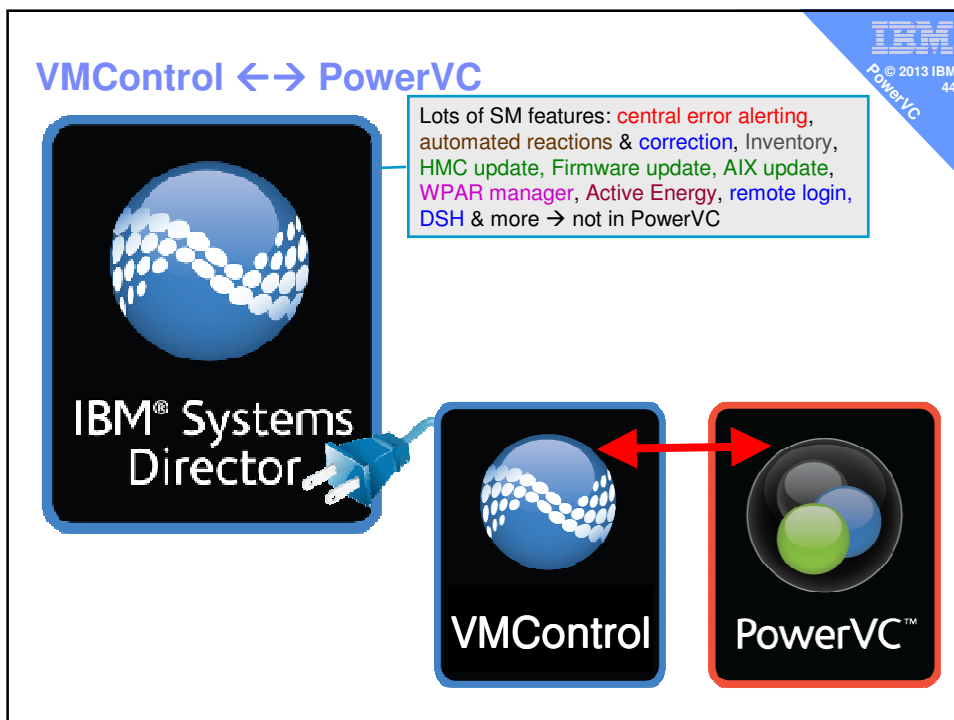 VMControl ←→ PowerVC
IBM
© 2013 IBM
PowerVC
44
Lots of SM features: central error alerting,
automated reactions & correction, Inventory,
HMC update, Firmware update, AIX update,
WPAR manager, Active Energy, remote login,
DSH & more → not in PowerVC
IBM® Systems
Director
VMControl
PowerVC™